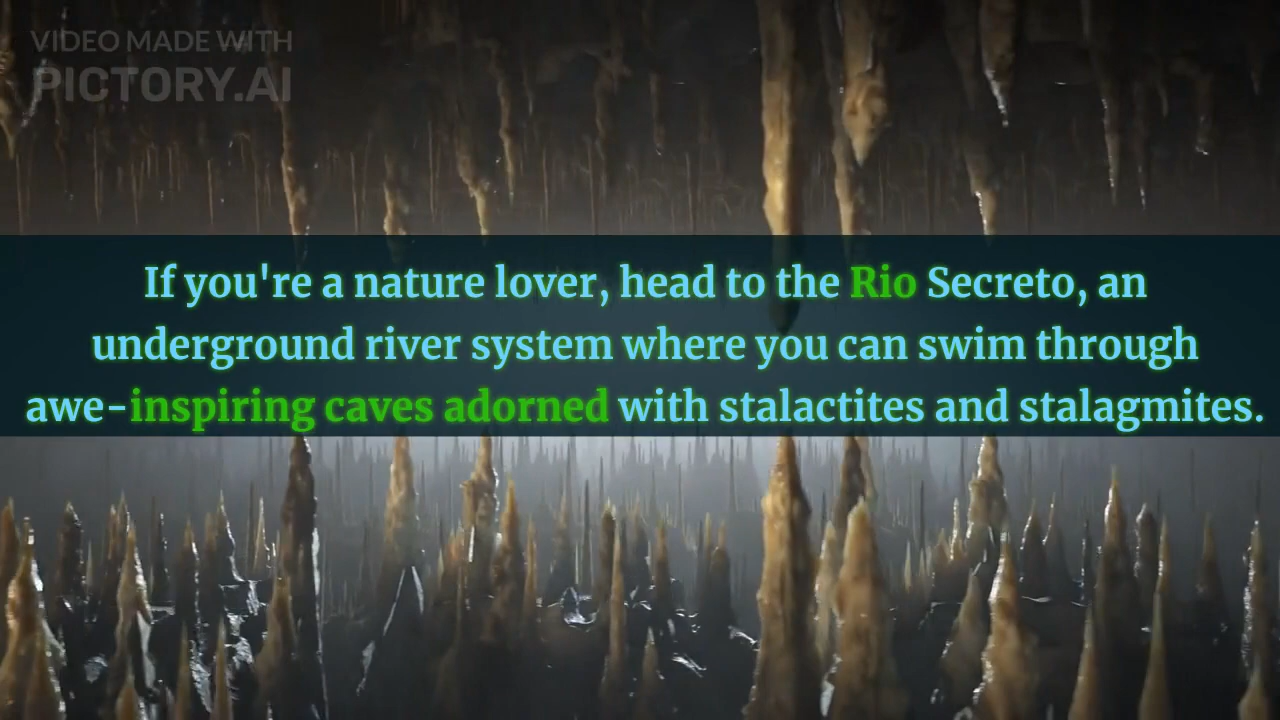 VIDEO MADE WITH
PICTORY.AI
If you're a nature lover, head to the Rio Secreto, an
underground river system where you can swim through
awe-inspiring caves adorned with stalactites and stalagmites.